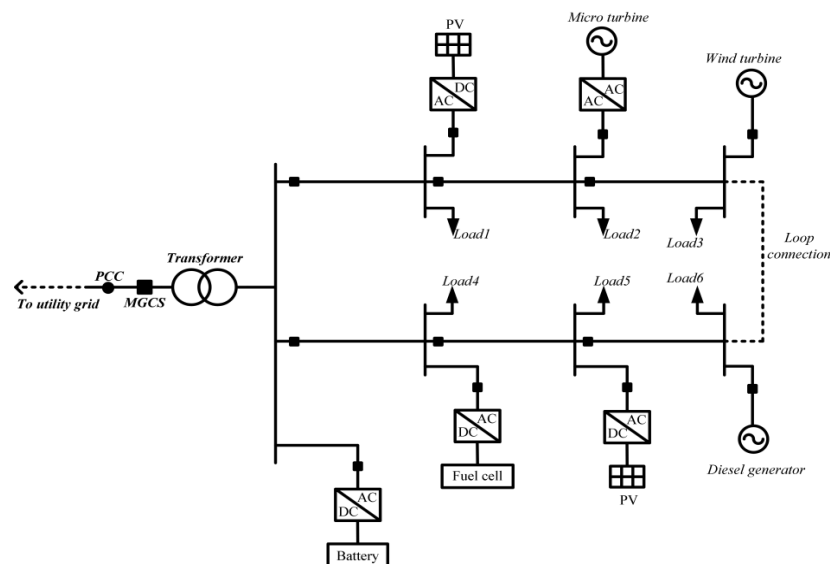 PV
Micro turbine
Wind turbine
DC
AC
AC
AC
Load1
Load2
Load3
Loop
connection
Transformer
PCC
MGCS
To utility grid
Load4
Load5
Load6
AC
DC
Fuel cell
AC
DC
PV
Diesel generator
AC
DC
Battery